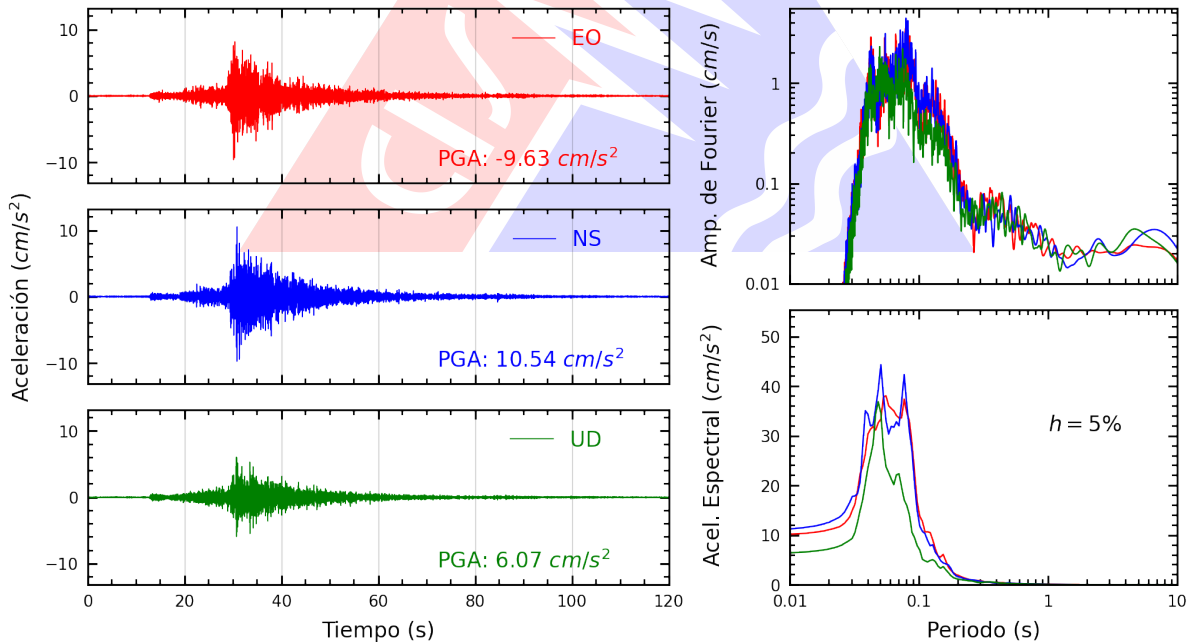 Aceleración (cm/s²)
10
0
−10
EO
PGA: -9.63 cm/s²
10
0
−10
NS
PGA: 10.54 cm/s²
10
0
−10
UD
PGA: 6.07 cm/s²
0 20 40 60 80 100 120
Tiempo (s)
Amp. de Fourier (cm/s)
1
0.1
0.01
Acel. Espectral (cm/s²)
50
40
30
20
10
0
h = 5%
0.01 0.1 1 10
Periodo (s)